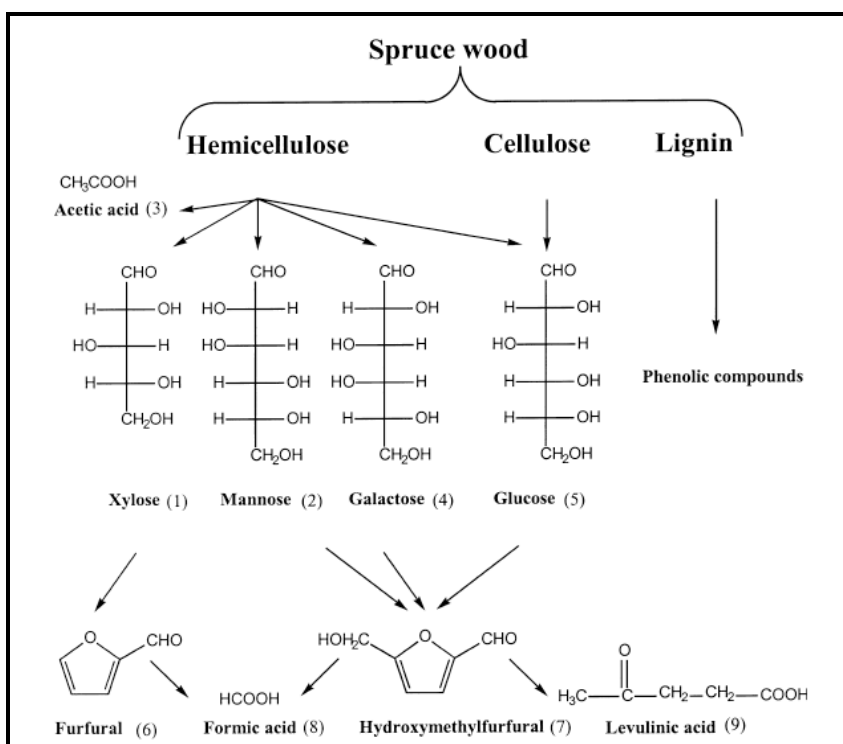 Spruce wood
Hemicellulose Cellulose Lignin
CH₃COOH
Acetic acid (3)
CHO CHO CHO CHO
H OH HO H H OH H OH
HO H HO H HO H HO H
H OH H OH HO H H OH
CH₂OH H OH H OH H OH
CH₂OH CH₂OH CH₂OH
Phenolic compounds
Xylose (1) Mannose (2) Galactose (4) Glucose (5)
O CHO HOH₂C O CHO O
HCOOH H₃C C CH₂ CH₂ COOH
Furfural (6) Formic acid (8) Hydroxymethylfurfural (7) Levulinic acid (9)